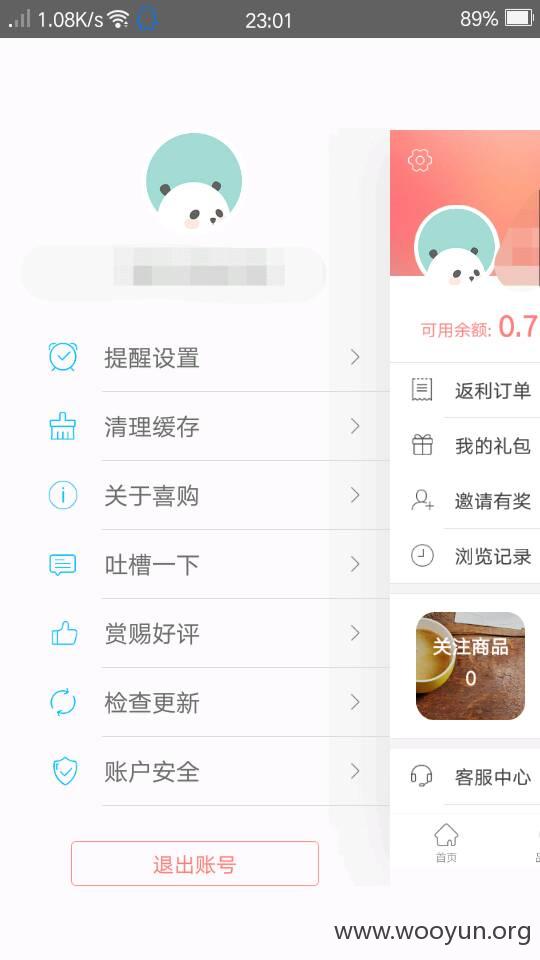 1.08K/s
23:01
89%
提醒设置
清理缓存
关于喜购
吐槽一下
赏赐好评
检查更新
账户安全
退出账号
可用余额: 0.7
返利订单
我的礼包
邀请有奖
浏览记录
关注商品
0
客服中心
首页
www.wooyun.org